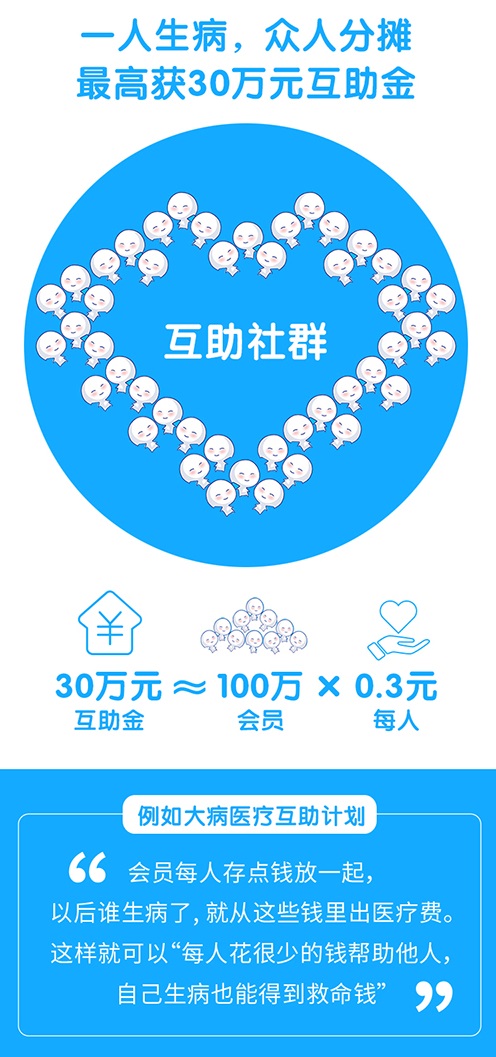 一人生病，众人分摊
最高获30万元互助金
互助社群
¥
30万元 ≈ 100万 × 0.3元
互助金 会员 每人
例如大病医疗互助计划
“ 会员每人存点钱放一起，
以后谁生病了, 就从这些钱里出医疗费。
这样就可以“每人花很少的钱帮助他人，
自己生病也能得到救命钱” ”